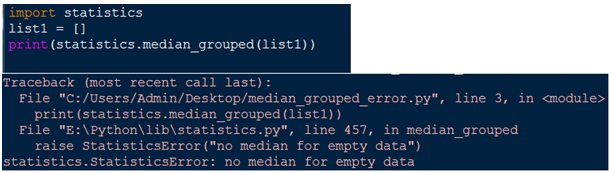 import statistics
list1 = []
print(statistics.median_grouped(list1))
Traceback (most recent call last):
  File "C:/Users/Admin/Desktop/median_grouped_error.py", line 3, in <module>
    print(statistics.median_grouped(list1))
  File "E:\Python\lib\statistics.py", line 457, in median_grouped
    raise StatisticsError("no median for empty data")
statistics.StatisticsError: no median for empty data